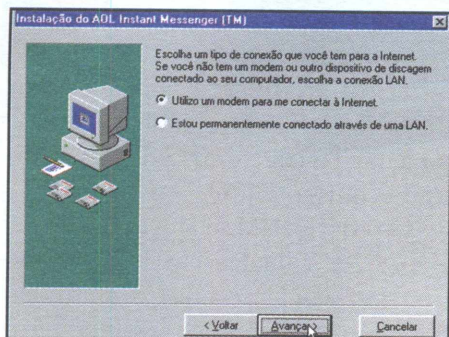 Instalação do AOL Instant Messenger (TM)
Escolha um tipo de conexão que você tem para a Internet.
Se você não tem um modem ou outro dispositivo de discagem
conectado ao seu computador, escolha a conexão LAN.
Utilizo um modem para me conectar à Internet.
Estou permanentemente conectado através de uma LAN.
< Voltar Avançar > Cancelar